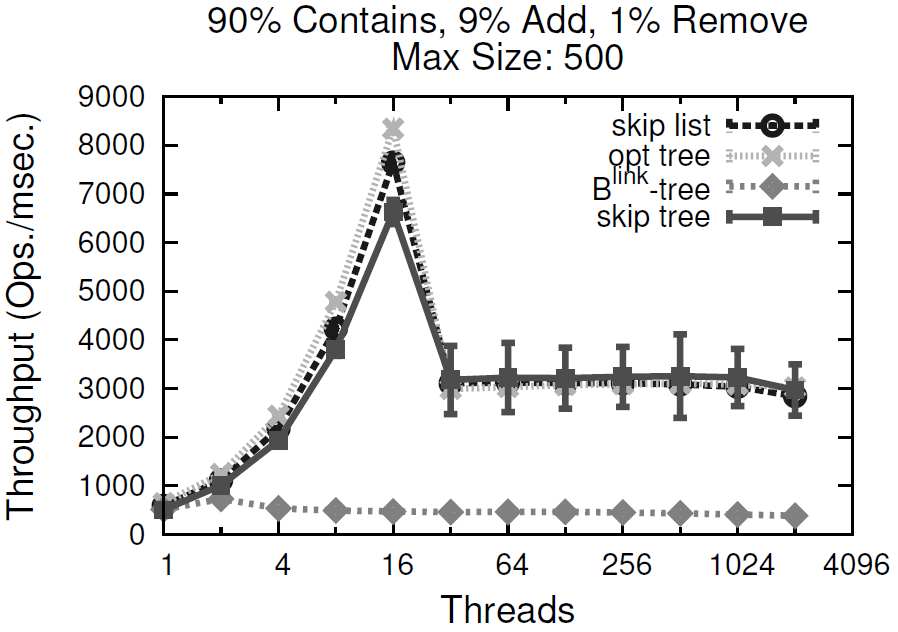 90% Contains, 9% Add, 1% Remove
Max Size: 500
Throughput (Ops./msec.)
9000
8000
7000
6000
5000
4000
3000
2000
1000
0
skip list
opt tree
B^link-tree
skip tree
1 4 16 64 256 1024 4096
Threads